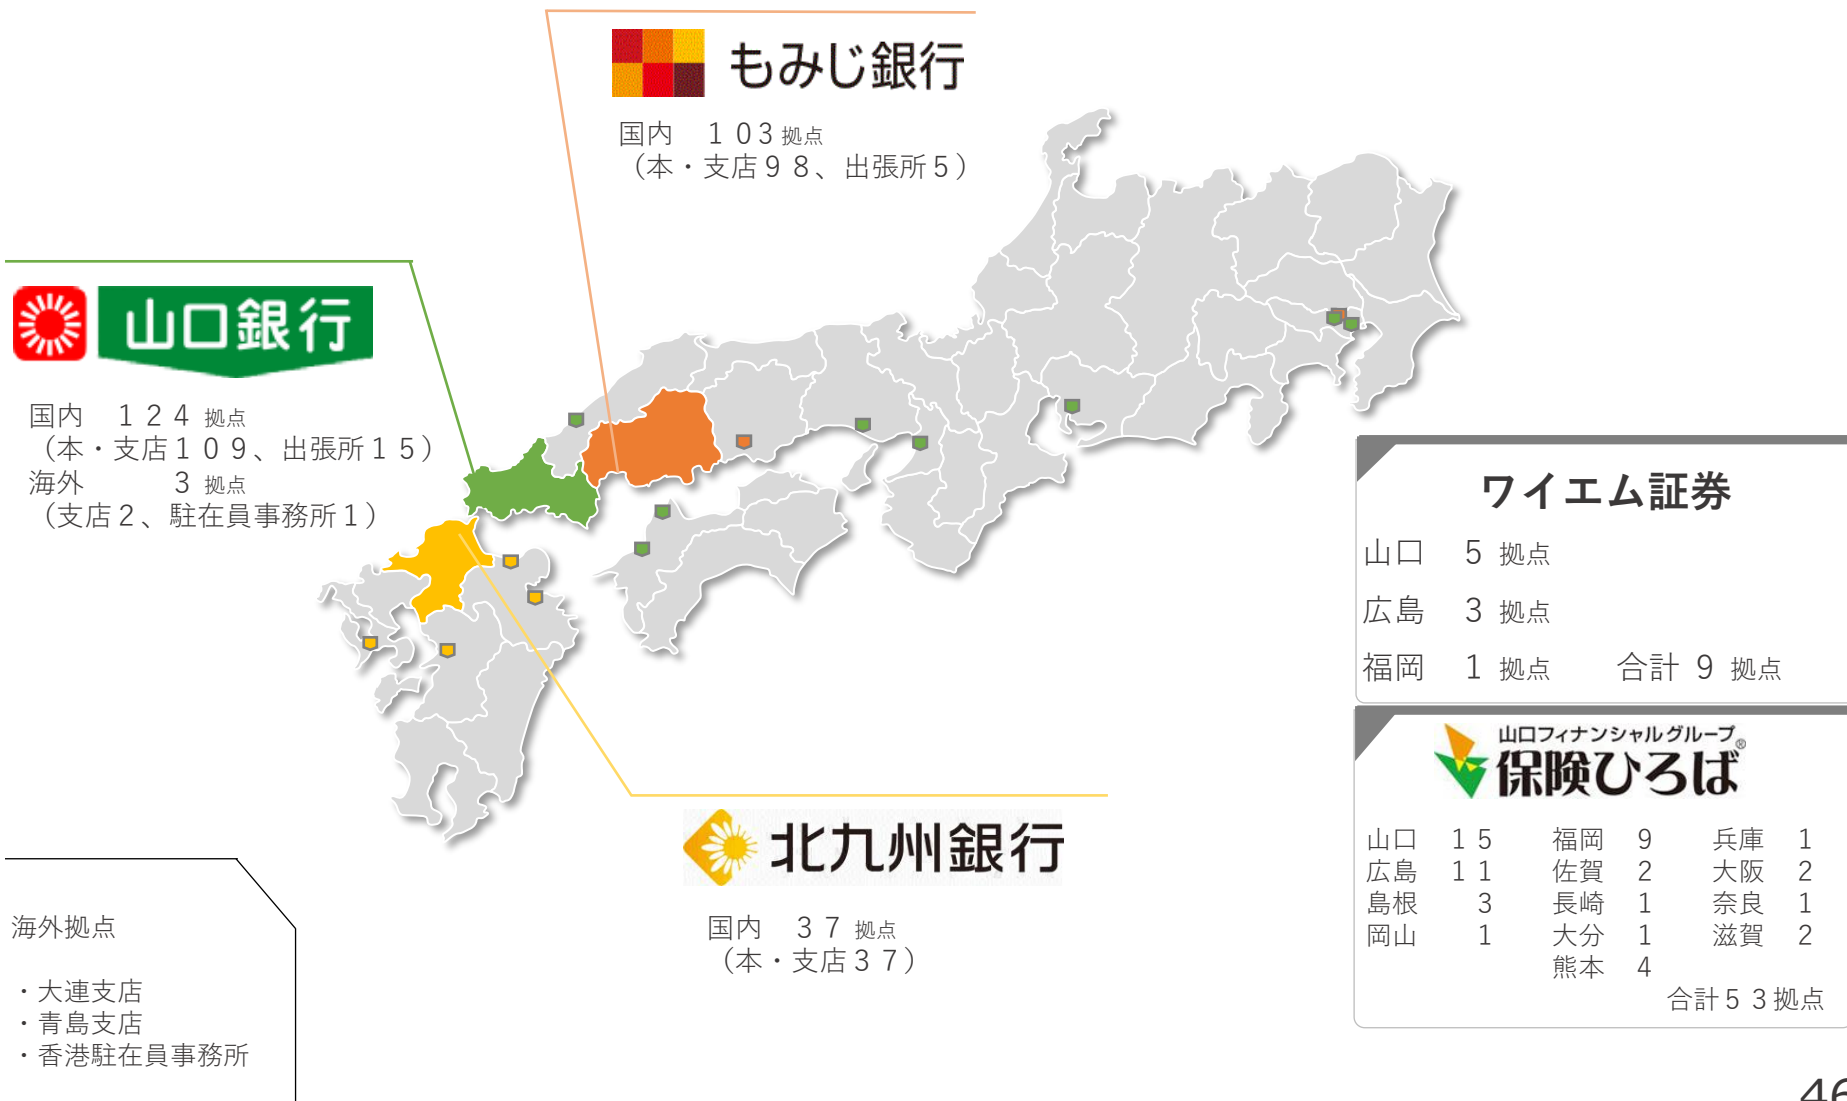 もみじ銀行
国内 １０３拠点
（本・支店９８、出張所５）
山口銀行
国内 １２４ 拠点
（本・支店１０９、出張所１５）
海外 ３ 拠点
（支店２、駐在員事務所１）
ワイエム証券
山口 ５ 拠点
広島 ３ 拠点
福岡 １ 拠点 合計 ９ 拠点
山口フィナンシャルグループ®
保険ひろば
山口 １５ 福岡 ９ 兵庫 １
広島 １１ 佐賀 ２ 大阪 ２
島根 ３ 長崎 １ 奈良 １
岡山 １ 大分 １ 滋賀 ２
熊本 ４
合計５３拠点
北九州銀行
国内 ３７ 拠点
（本・支店３７）
海外拠点
・大連支店
・青島支店
・香港駐在員事務所
46